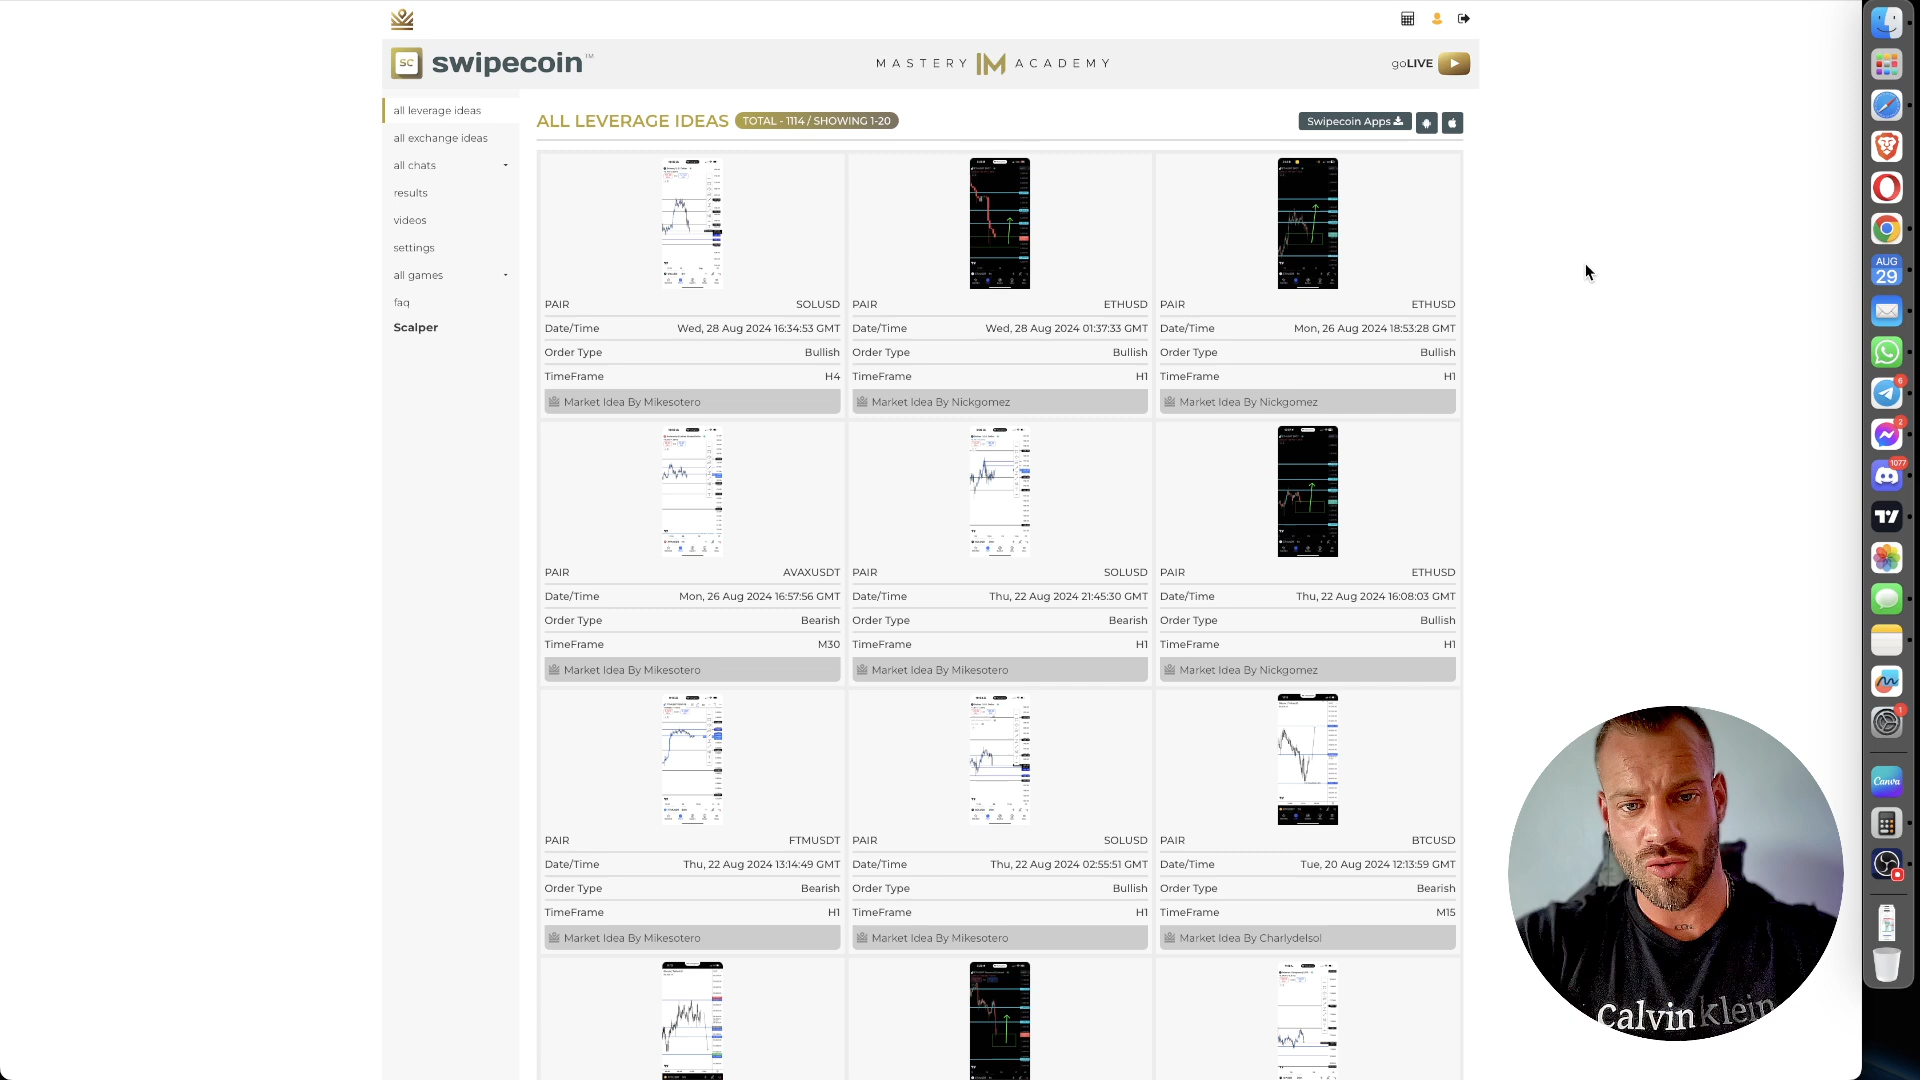 SC swipecoin™
MASTERY IM ACADEMY
goLIVE
all leverage ideas
all exchange ideas
all chats
results
videos
settings
all games
faq
Scalper
ALL LEVERAGE IDEAS
TOTAL - 1114 / SHOWING 1-20
Swipecoin Apps
PAIR SOLUSD
Date/Time Wed, 28 Aug 2024 16:34:53 GMT
Order Type Bullish
TimeFrame H4
Market Idea By Mikesotero
PAIR ETHUSD
Date/Time Wed, 28 Aug 2024 01:37:33 GMT
Order Type Bullish
TimeFrame H1
Market Idea By Nickgomez
PAIR ETHUSD
Date/Time Mon, 26 Aug 2024 18:53:28 GMT
Order Type Bullish
TimeFrame H1
Market Idea By Nickgomez
PAIR AVAXUSDT
Date/Time Mon, 26 Aug 2024 16:57:56 GMT
Order Type Bearish
TimeFrame M30
Market Idea By Mikesotero
PAIR SOLUSD
Date/Time Thu, 22 Aug 2024 21:45:30 GMT
Order Type Bearish
TimeFrame H1
Market Idea By Mikesotero
PAIR ETHUSD
Date/Time Thu, 22 Aug 2024 16:08:03 GMT
Order Type Bullish
TimeFrame H1
Market Idea By Nickgomez
PAIR FTMUSDT
Date/Time Thu, 22 Aug 2024 13:14:49 GMT
Order Type Bearish
TimeFrame H1
Market Idea By Mikesotero
PAIR SOLUSD
Date/Time Thu, 22 Aug 2024 02:55:51 GMT
Order Type Bullish
TimeFrame H1
Market Idea By Mikesotero
PAIR BTCUSD
Date/Time Tue, 20 Aug 2024 12:13:59 GMT
Order Type Bearish
TimeFrame M15
Market Idea By Charlydelsol
AUG
29
6
2
1077
1
Canva
Calvin klein